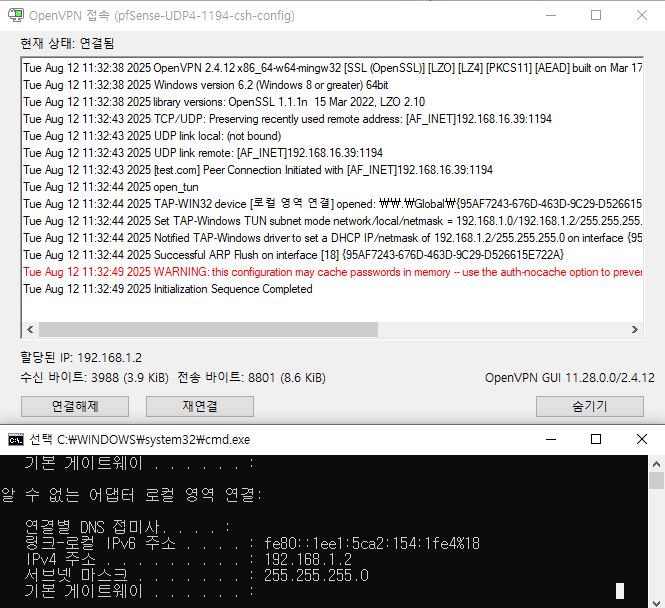 OpenVPN 접속 (pfSense-UDP4-1194-csh-config)
현재 상태: 연결됨
Tue Aug 12 11:32:38 2025 OpenVPN 2.4.12 x86_64-w64-mingw32 [SSL (OpenSSL)] [LZO] [LZ4] [PKCS11] [AEAD] built on Mar 17
Tue Aug 12 11:32:38 2025 Windows version 6.2 (Windows 8 or greater) 64bit
Tue Aug 12 11:32:38 2025 library versions: OpenSSL 1.1.1n  15 Mar 2022, LZO 2.10
Tue Aug 12 11:32:43 2025 TCP/UDP: Preserving recently used remote address: [AF_INET]192.168.16.39:1194
Tue Aug 12 11:32:43 2025 UDP link local: (not bound)
Tue Aug 12 11:32:43 2025 UDP link remote: [AF_INET]192.168.16.39:1194
Tue Aug 12 11:32:43 2025 [test.com] Peer Connection Initiated with [AF_INET]192.168.16.39:1194
Tue Aug 12 11:32:44 2025 open_tun
Tue Aug 12 11:32:44 2025 TAP-WIN32 device [로컬 영역 연결] opened: ₩₩.₩Global₩{95AF7243-676D-463D-9C29-D526615
Tue Aug 12 11:32:44 2025 Set TAP-Windows TUN subnet mode network/local/netmask = 192.168.1.0/192.168.1.2/255.255.255.
Tue Aug 12 11:32:44 2025 Notified TAP-Windows driver to set a DHCP IP/netmask of 192.168.1.2/255.255.255.0 on interface {95
Tue Aug 12 11:32:44 2025 Successful ARP Flush on interface [18] {95AF7243-676D-463D-9C29-D526615E722A}
Tue Aug 12 11:32:49 2025 WARNING: this configuration may cache passwords in memory -- use the auth-nocache option to preven
Tue Aug 12 11:32:49 2025 Initialization Sequence Completed
할당된 IP: 192.168.1.2
수신 바이트: 3988 (3.9 KiB)  전송 바이트: 8801 (8.6 KiB)
OpenVPN GUI 11.28.0.0/2.4.12
연결해제
재연결
숨기기
선택 C:₩WINDOWS₩system32₩cmd.exe
기본 게이트웨이 . . . . . . :
알 수 없는 어댑터 로컬 영역 연결:
연결별 DNS 접미사. . . . :
링크-로컬 IPv6 주소 . . . . : fe80::1ee1:5ca2:154:1fe4%18
IPv4 주소 . . . . . . . . . : 192.168.1.2
서브넷 마스크 . . . . . . . : 255.255.255.0
기본 게이트웨이 . . . . . . :